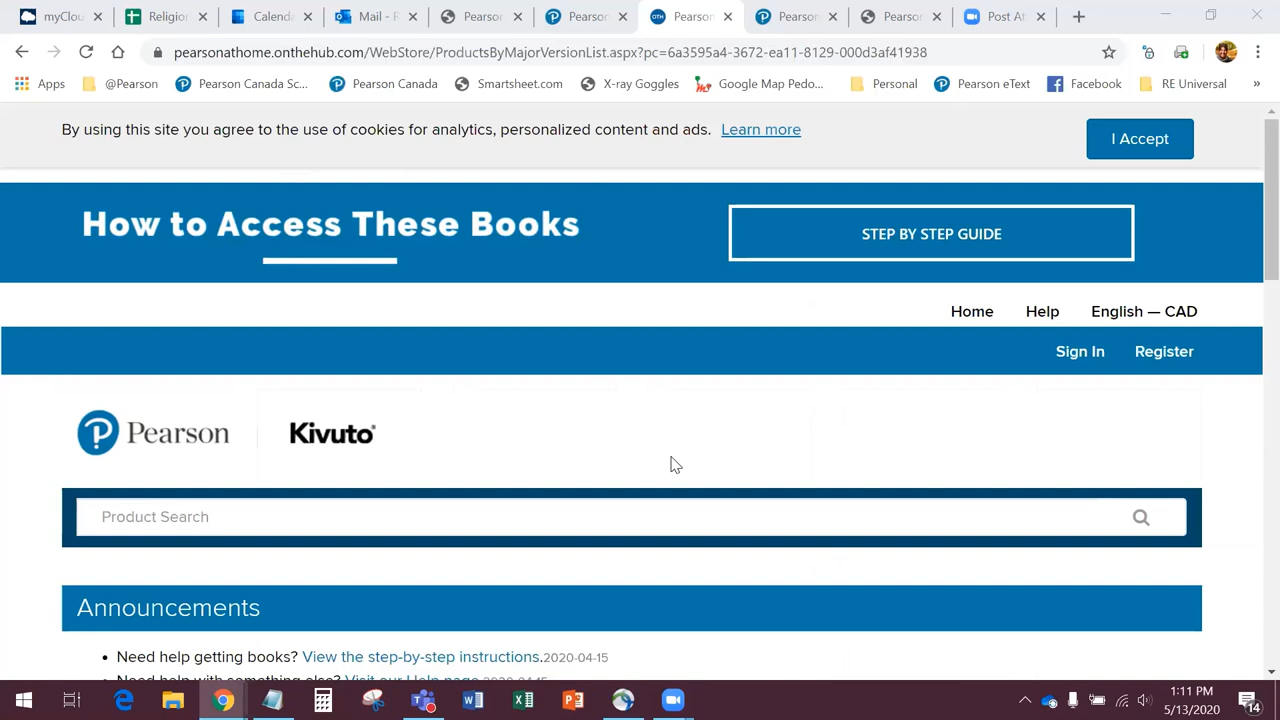 myClou
Religion
Calenda
Mail - R
Pearson
Pearson
OTH
Pearson
Pearson
Pearson
Post At
pearsonathome.onthehub.com/WebStore/ProductsByMajorVersionList.aspx?pc=6a3595a4-3672-ea11-8129-000d3af41938
Apps
@Pearson
Pearson Canada Sc...
Pearson Canada
Smartsheet.com
X-ray Goggles
Google Map Pedo...
Personal
Pearson eText
Facebook
RE Universal
»
By using this site you agree to the use of cookies for analytics, personalized content and ads. Learn more
I Accept
How to Access These Books
STEP BY STEP GUIDE
Home
Help
English — CAD
Sign In
Register
Pearson
Kivuto
Product Search
Announcements
• Need help getting books? View the step-by-step instructions.2020-04-15
1:11 PM
5/13/2020
14